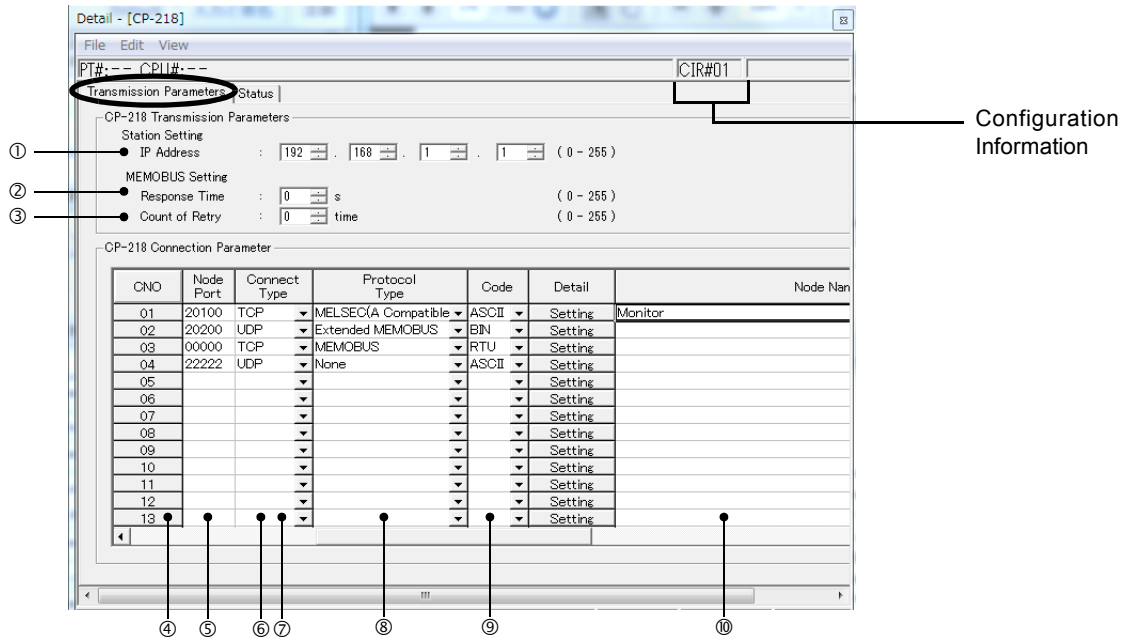 Detail - [CP-218]
File Edit View
PT#:-- CPU#:--
CIR#01
Transmission Parameters Status
Configuration
Information
CP-218 Transmission Parameters
Station Setting
① IP Address : 192 . 168 . 1 . 1 ( 0 - 255 )
MEMOBUS Setting
② Response Time : 0 s ( 0 - 255 )
③ Count of Retry : 0 time ( 0 - 255 )
CP-218 Connection Parameter
CNO Node Port Connect Type Protocol Type Code Detail Node Nan
01 20100 TCP MELSEC(A Compatible ASCII Setting Monitor
02 20200 UDP Extended MEMOBUS BIN Setting
03 00000 TCP MEMOBUS RTU Setting
04 22222 UDP None ASCII Setting
05 Setting
06 Setting
07 Setting
08 Setting
09 Setting
10 Setting
11 Setting
12 Setting
13 Setting
④ ⑤ ⑥ ⑦ ⑧ ⑨ ⑩